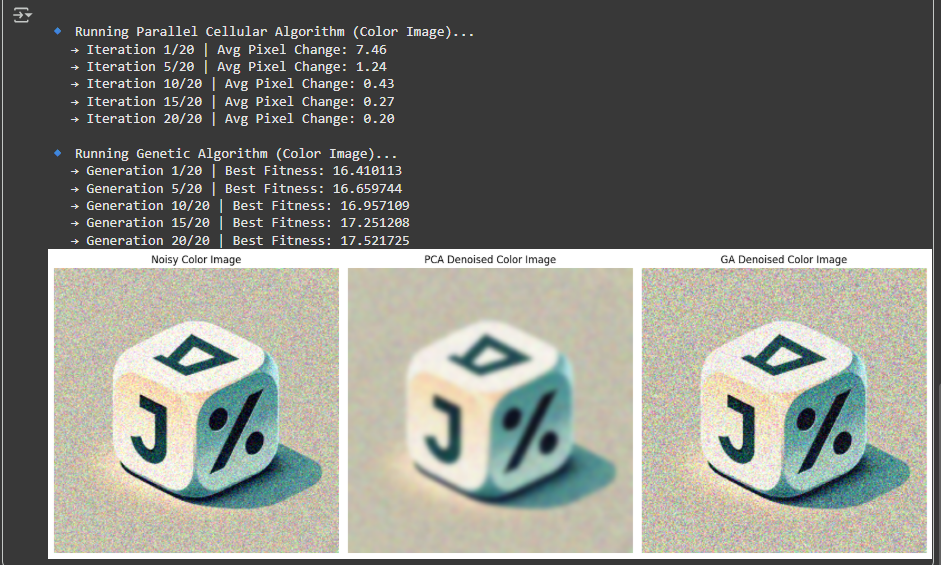 Running Parallel Cellular Algorithm (Color Image)...
→ Iteration 1/20 | Avg Pixel Change: 7.46
→ Iteration 5/20 | Avg Pixel Change: 1.24
→ Iteration 10/20 | Avg Pixel Change: 0.43
→ Iteration 15/20 | Avg Pixel Change: 0.27
→ Iteration 20/20 | Avg Pixel Change: 0.20
Running Genetic Algorithm (Color Image)...
→ Generation 1/20 | Best Fitness: 16.410113
→ Generation 5/20 | Best Fitness: 16.659744
→ Generation 10/20 | Best Fitness: 16.957109
→ Generation 15/20 | Best Fitness: 17.251208
→ Generation 20/20 | Best Fitness: 17.521725
Noisy Color Image
PCA Denoised Color Image
GA Denoised Color Image
D
J %
D
J %
D
J %